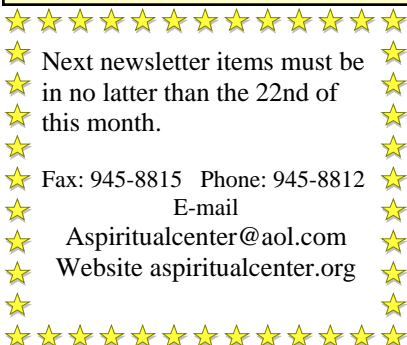 Next newsletter items must be
in no latter than the 22nd of
this month.
Fax: 945-8815   Phone: 945-8812
E-mail
Aspiritualcenter@aol.com
Website aspiritualcenter.org